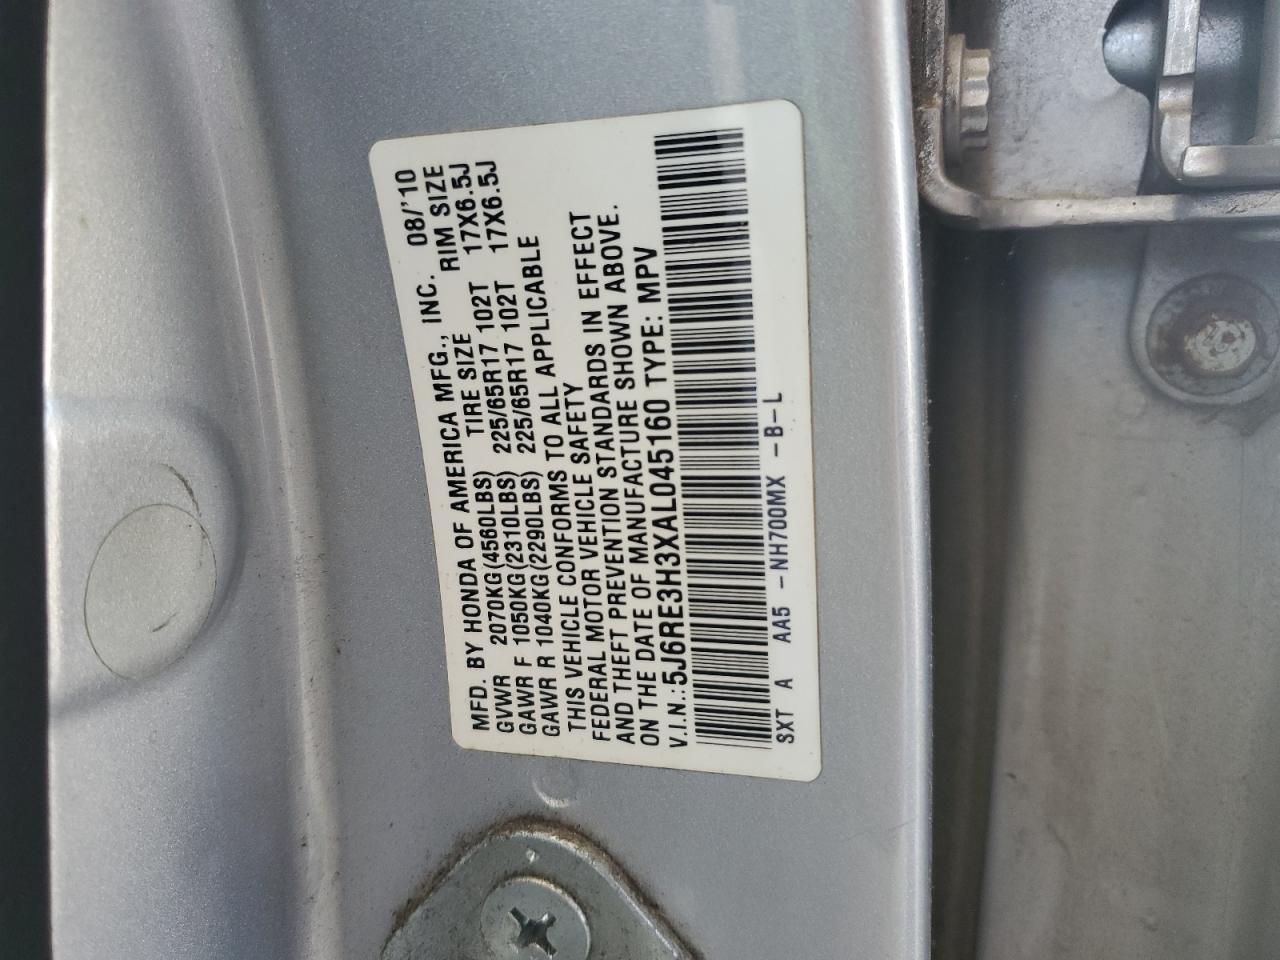 MFD. BY HONDA OF AMERICA MFG., INC. 08/'10
GVWR 2070KG(4560LBS) TIRE SIZE RIM SIZE
GAWR F 1050KG(2310LBS) 225/65R17 102T 17X6.5J
GAWR R 1040KG(2290LBS) 225/65R17 102T 17X6.5J
THIS VEHICLE CONFORMS TO ALL APPLICABLE
FEDERAL MOTOR VEHICLE SAFETY
AND THEFT PREVENTION STANDARDS IN EFFECT
ON THE DATE OF MANUFACTURE SHOWN ABOVE.
V.I.N.:5J6RE3H3XAL045160 TYPE: MPV
SXT A AA5 -NH700MX -B-L